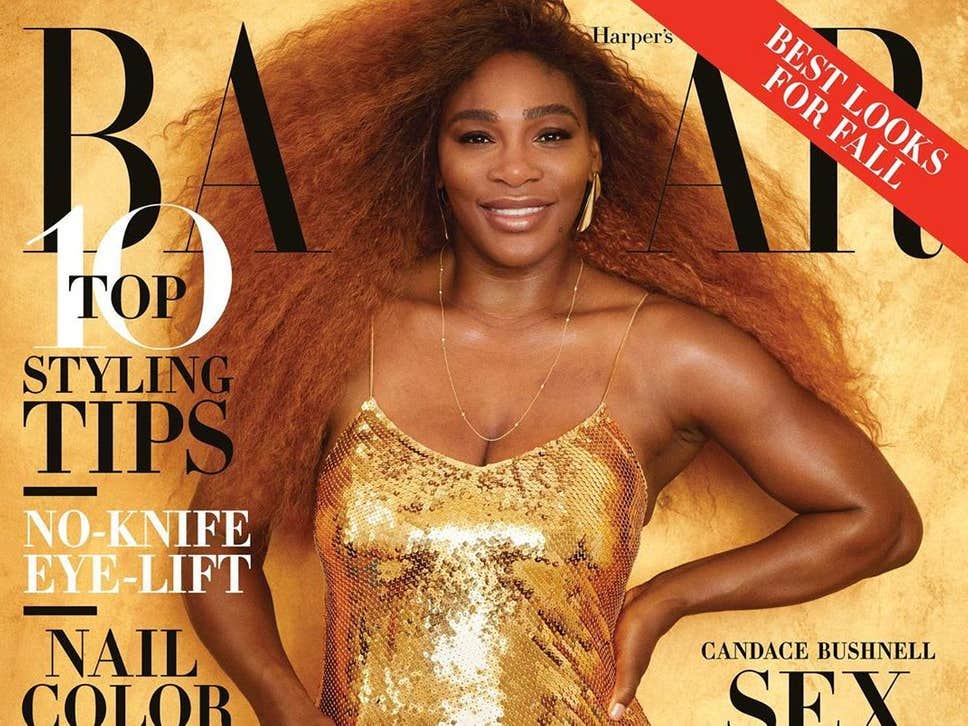 Harper's
BAZAAR
BEST LOOKS
FOR FALL
10
TOP
STYLING
TIPS
NO-KNIFE
EYE-LIFT
NAIL
COLOR
CANDACE BUSHNELL
SEX